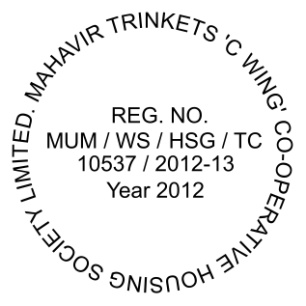 MAHAVIR TRINKETS 'C WING' CO-OPERATIVE HOUSING SOCIETY LIMITED.
REG. NO.
MUM / WS / HSG / TC
10537 / 2012-13
Year 2012